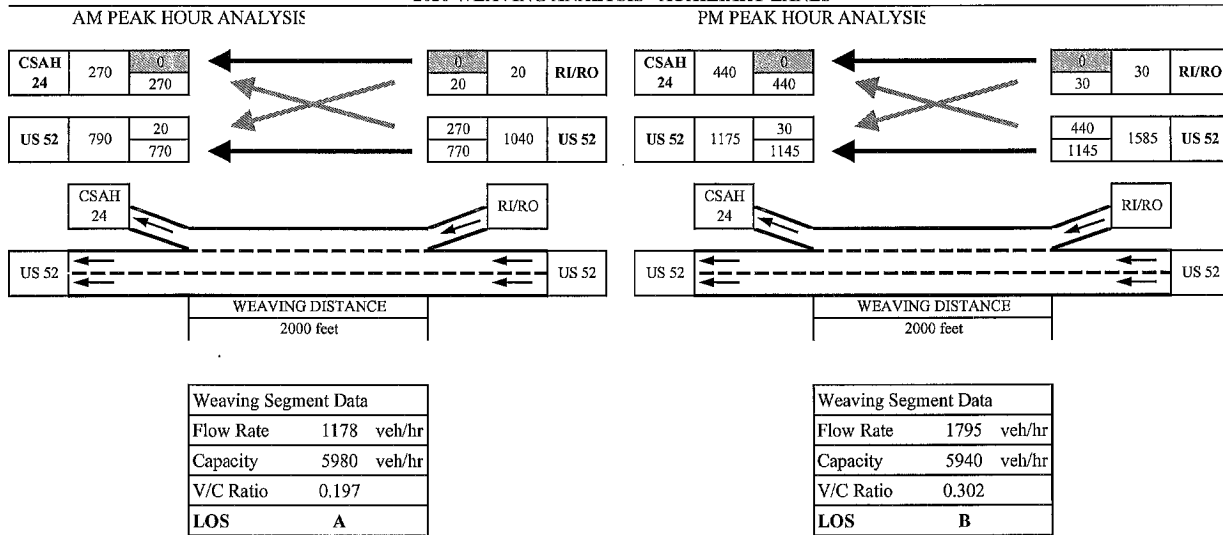 AM PEAK HOUR ANALYSIS
CSAH 24
270
0
270
0
20
20
RI/RO
US 52
790
20
770
270
770
1040
US 52
CSAH 24
RI/RO
US 52
US 52
WEAVING DISTANCE
2000 feet
Weaving Segment Data
Flow Rate 1178 veh/hr
Capacity 5980 veh/hr
V/C Ratio 0.197
LOS A
PM PEAK HOUR ANALYSIS
CSAH 24
440
0
440
0
30
30
RI/RO
US 52
1175
30
1145
440
1145
1585
US 52
CSAH 24
RI/RO
US 52
US 52
WEAVING DISTANCE
2000 feet
Weaving Segment Data
Flow Rate 1795 veh/hr
Capacity 5940 veh/hr
V/C Ratio 0.302
LOS B